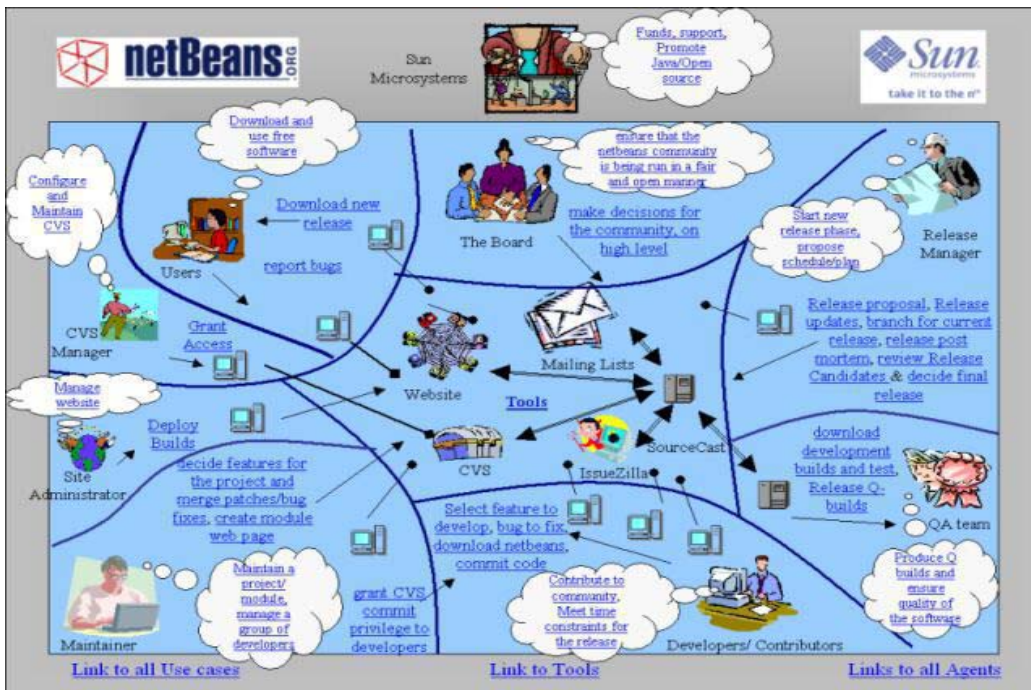 netBeans.ORG
Sun
Microsystems
Funds, support,
Promote
Java/Open
source
Sun
microsystems
take it to the nth
Download and
use free
software
ensure that the
netbeans community
is being run in a fair
and open manner
Configure
and
Maintain
CVS
Download new
release
Users
report bugs
The Board
make decisions for
the community, on
high level
Start new
release phase,
propose
schedule/plan
Release
Manager
CVS
Manager
Grant
Access
Mailing Lists
Release proposal, Release
updates, branch for current
release, release post
mortem, review Release
Candidates & decide final
release
Manage
website
Website
Tools
SourceCast
Deploy
Builds
Site
Administrator
CVS
IssueZilla
decide features for
the project and
merge patches/bug
fixes, create module
web page
download
development
builds and test,
Release Q-
builds
QA team
Select feature to
develop, bug to fix,
download netbeans,
commit code
Maintain a
project/
module,
manage a
group of
developers
grant CVS
commit
privilege to
developers
Contribute to
community,
Meet time
constraints for
the release
Produce Q
builds and
ensure
quality of
the software
Maintainer
Developers/ Contributors
Link to all Use cases
Link to Tools
Links to all Agents